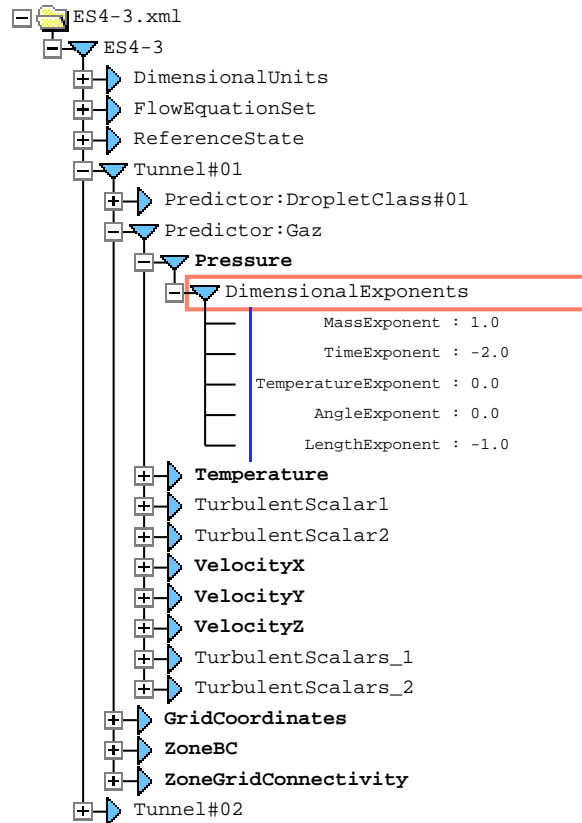 ES4-3.xml
ES4-3
DimensionalUnits
FlowEquationSet
ReferenceState
Tunnel#01
Predictor:DropletClass#01
Predictor:Gaz
Pressure
DimensionalExponents
MassExponent : 1.0
TimeExponent : -2.0
TemperatureExponent : 0.0
AngleExponent : 0.0
LengthExponent : -1.0
Temperature
TurbulentScalar1
TurbulentScalar2
VelocityX
VelocityY
VelocityZ
TurbulentScalars_1
TurbulentScalars_2
GridCoordinates
ZoneBC
ZoneGridConnectivity
Tunnel#02